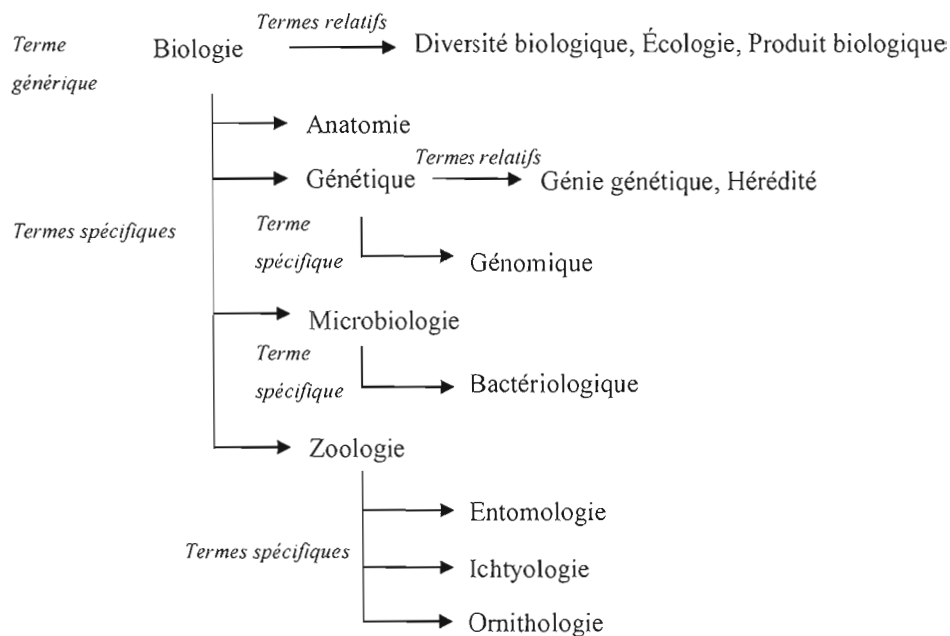 Termes relatifs
Terme générique
Biologie
Diversité biologique, Écologie, Produit biologique
Anatomie
Termes relatifs
Génétique
Génie génétique, Hérédité
Termes spécifiques
Terme spécifique
Génomique
Microbiologie
Terme spécifique
Bactériologique
Zoologie
Entomologie
Termes spécifiques
Ichtyologie
Ornithologie